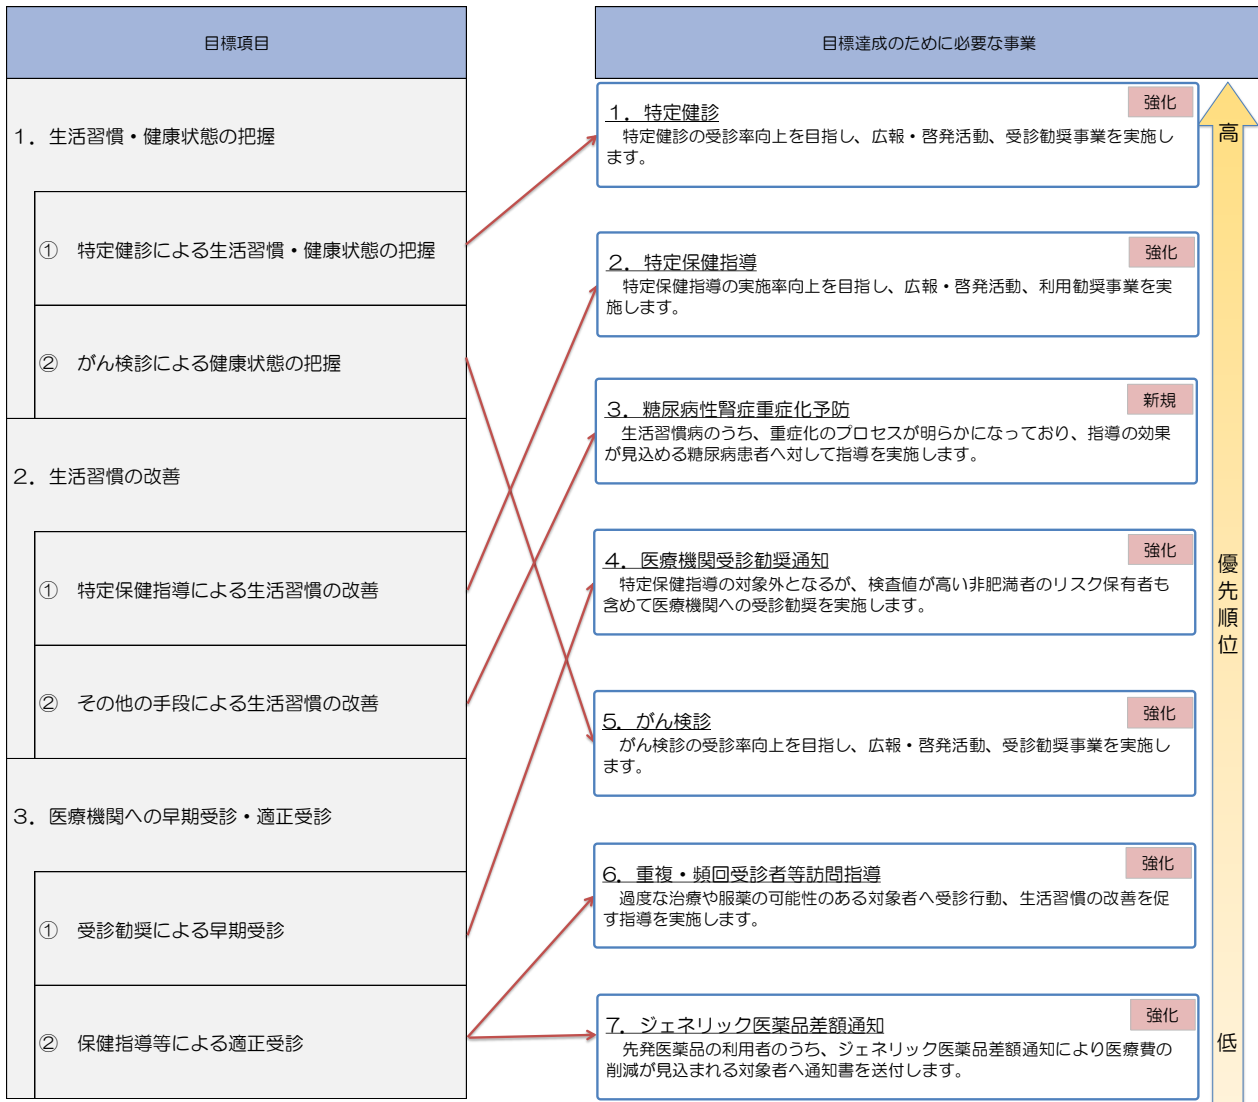 目標項目
1．生活習慣・健康状態の把握
①　特定健診による生活習慣・健康状態の把握
②　がん検診による健康状態の把握
2．生活習慣の改善
①　特定保健指導による生活習慣の改善
②　その他の手段による生活習慣の改善
3．医療機関への早期受診・適正受診
①　受診勧奨による早期受診
②　保健指導等による適正受診
目標達成のために必要な事業
強化
1．特定健診
特定健診の受診率向上を目指し、広報・啓発活動、受診勧奨事業を実施し
ます。
強化
2．特定保健指導
特定保健指導の実施率向上を目指し、広報・啓発活動、利用勧奨事業を実
施します。
新規
3．糖尿病性腎症重症化予防
生活習慣病のうち、重症化のプロセスが明らかになっており、指導の効果
が見込める糖尿病患者へ対して指導を実施します。
強化
4．医療機関受診勧奨通知
特定保健指導の対象外となるが、検査値が高い非肥満者のリスク保有者も
含めて医療機関への受診勧奨を実施します。
強化
5．がん検診
がん検診の受診率向上を目指し、広報・啓発活動、受診勧奨事業を実施し
ます。
強化
6．重複・頻回受診者等訪問指導
過度な治療や服薬の可能性のある対象者へ受診行動、生活習慣の改善を促
す指導を実施します。
強化
7．ジェネリック医薬品差額通知
先発医薬品の利用者のうち、ジェネリック医薬品差額通知により医療費の
削減が見込まれる対象者へ通知書を送付します。
高
優先順位
低